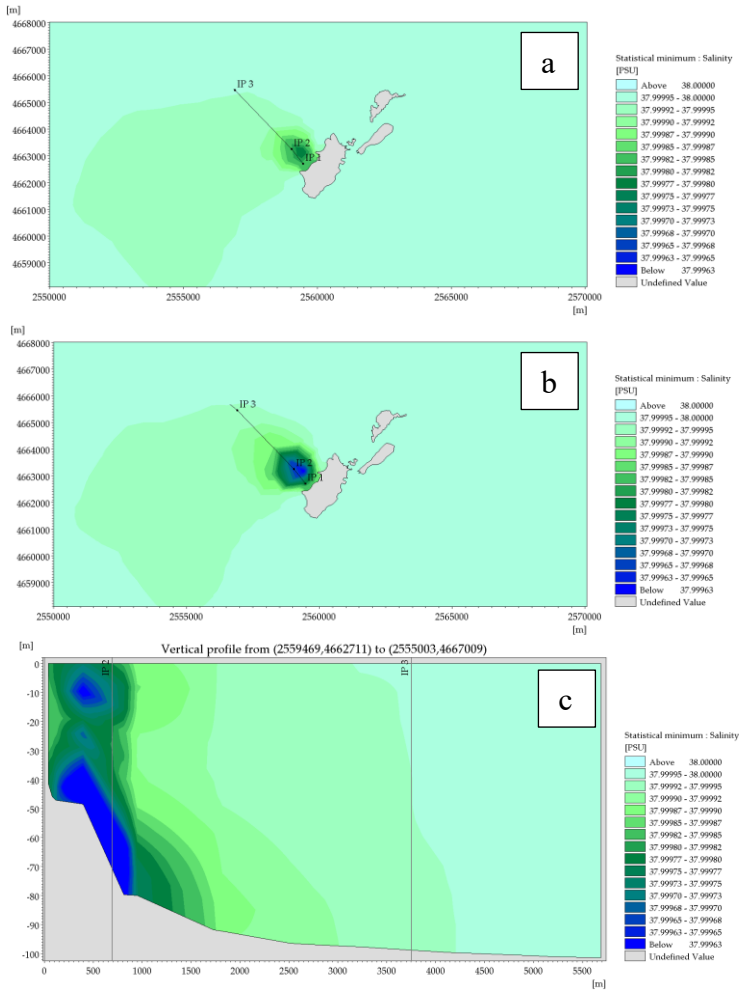 [m]
4668000
4667000
4666000
4665000
4664000
4663000
4662000
4661000
4660000
4659000
2550000 2555000 2560000 2565000 2570000
[m]
IP 3
IP 2
IP 1
a
Statistical minimum : Salinity
[PSU]
Above 38.00000
37.99995 - 38.00000
37.99992 - 37.99995
37.99990 - 37.99992
37.99987 - 37.99990
37.99985 - 37.99987
37.99982 - 37.99985
37.99980 - 37.99982
37.99977 - 37.99980
37.99975 - 37.99977
37.99973 - 37.99975
37.99970 - 37.99973
37.99968 - 37.99970
37.99965 - 37.99968
37.99963 - 37.99965
Below 37.99963
Undefined Value
[m]
4668000
4667000
4666000
4665000
4664000
4663000
4662000
4661000
4660000
4659000
2550000 2555000 2560000 2565000 2570000
[m]
IP 3
IP 2
IP 1
b
Statistical minimum : Salinity
[PSU]
Above 38.00000
37.99995 - 38.00000
37.99992 - 37.99995
37.99990 - 37.99992
37.99987 - 37.99990
37.99985 - 37.99987
37.99982 - 37.99985
37.99980 - 37.99982
37.99977 - 37.99980
37.99975 - 37.99977
37.99973 - 37.99975
37.99970 - 37.99973
37.99968 - 37.99970
37.99965 - 37.99968
37.99963 - 37.99965
Below 37.99963
Undefined Value
[m]
Vertical profile from (2559469,4662711) to (2555003,4667009)
0
-10
-20
-30
-40
-50
-60
-70
-80
-90
-100
0 500 1000 1500 2000 2500 3000 3500 4000 4500 5000 5500
[m]
IP 2
IP 3
c
Statistical minimum : Salinity
[PSU]
Above 38.00000
37.99995 - 38.00000
37.99992 - 37.99995
37.99990 - 37.99992
37.99987 - 37.99990
37.99985 - 37.99987
37.99982 - 37.99985
37.99980 - 37.99982
37.99977 - 37.99980
37.99975 - 37.99977
37.99973 - 37.99975
37.99970 - 37.99973
37.99968 - 37.99970
37.99965 - 37.99968
37.99963 - 37.99965
Below 37.99963
Undefined Value